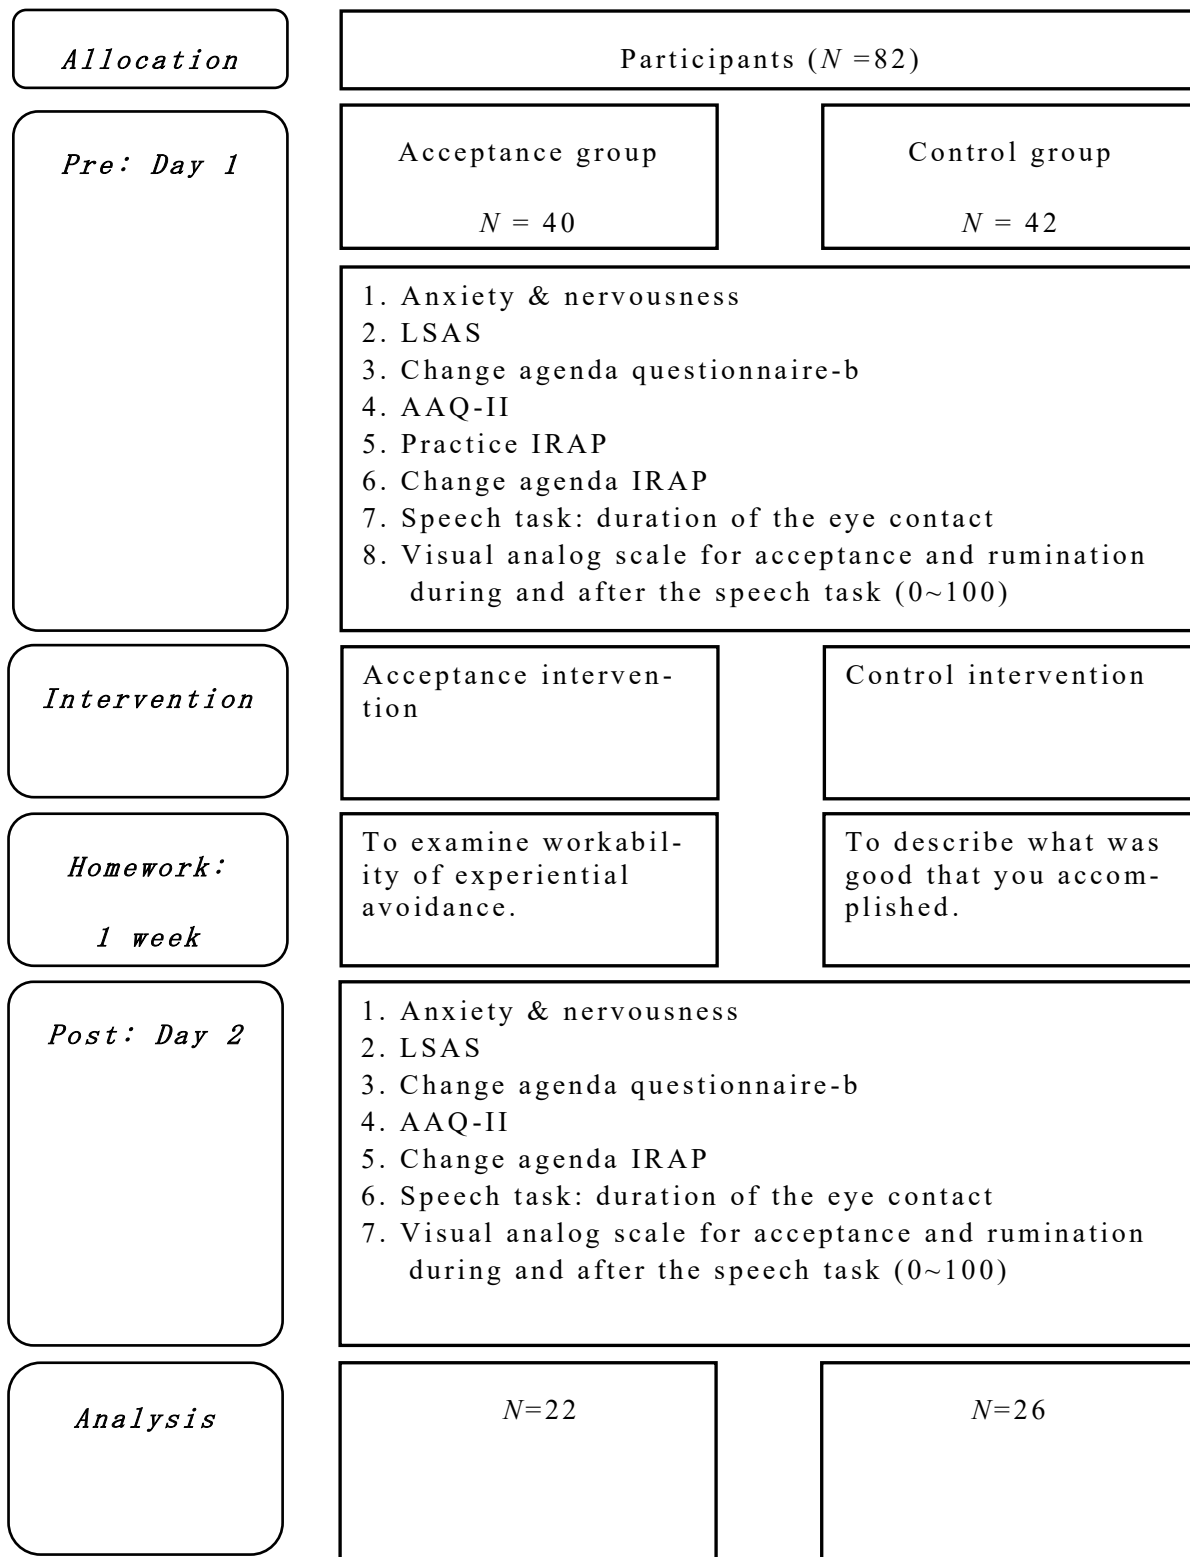 Allocation
Participants (N =82)
Pre: Day 1
Acceptance group
N = 40
Control group
N = 42
1. Anxiety & nervousness
2. LSAS
3. Change agenda questionnaire-b
4. AAQ-II
5. Practice IRAP
6. Change agenda IRAP
7. Speech task: duration of the eye contact
8. Visual analog scale for acceptance and rumination
during and after the speech task (0~100)
Intervention
Acceptance interven-
tion
Control intervention
Homework:
1 week
To examine workabil-
ity of experiential
avoidance.
To describe what was
good that you accom-
plished.
Post: Day 2
1. Anxiety & nervousness
2. LSAS
3. Change agenda questionnaire-b
4. AAQ-II
5. Change agenda IRAP
6. Speech task: duration of the eye contact
7. Visual analog scale for acceptance and rumination
during and after the speech task (0~100)
Analysis
N=22
N=26